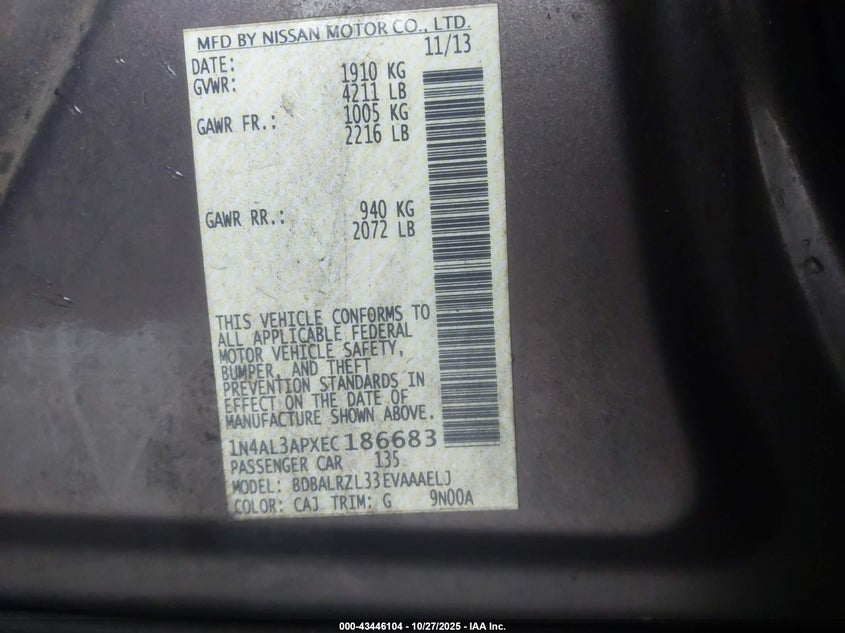 MFD BY NISSAN MOTOR CO., LTD.
DATE: 11/13
GVWR: 1910 KG
4211 LB
GAWR FR.: 1005 KG
2216 LB
GAWR RR.: 940 KG
2072 LB
THIS VEHICLE CONFORMS TO
ALL APPLICABLE FEDERAL
MOTOR VEHICLE SAFETY,
BUMPER, AND THEFT
PREVENTION STANDARDS IN
EFFECT ON THE DATE OF
MANUFACTURE SHOWN ABOVE.
1N4AL3APXEC186683
PASSENGER CAR 135
MODEL: BDBALRZL33EVAAAELJ
COLOR: CAJ TRIM: G 9N00A
000-43446104 - 10/27/2025 - IAA Inc.